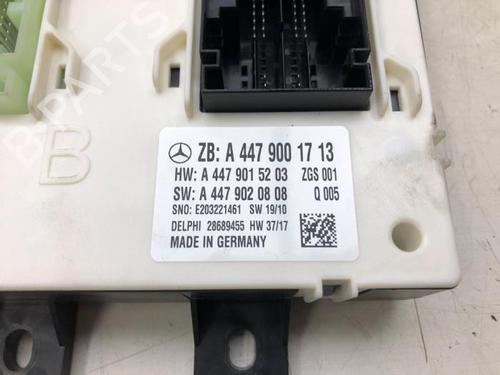 B PARTS
B
ZB: A 447 900 17 13
HW: A 447 901 52 03 ZGS 001
SW: A 447 902 08 08 Q 005
SNO: E203221461 SW 19/10
DELPHI 28689455 HW 37/17
MADE IN GERMANY